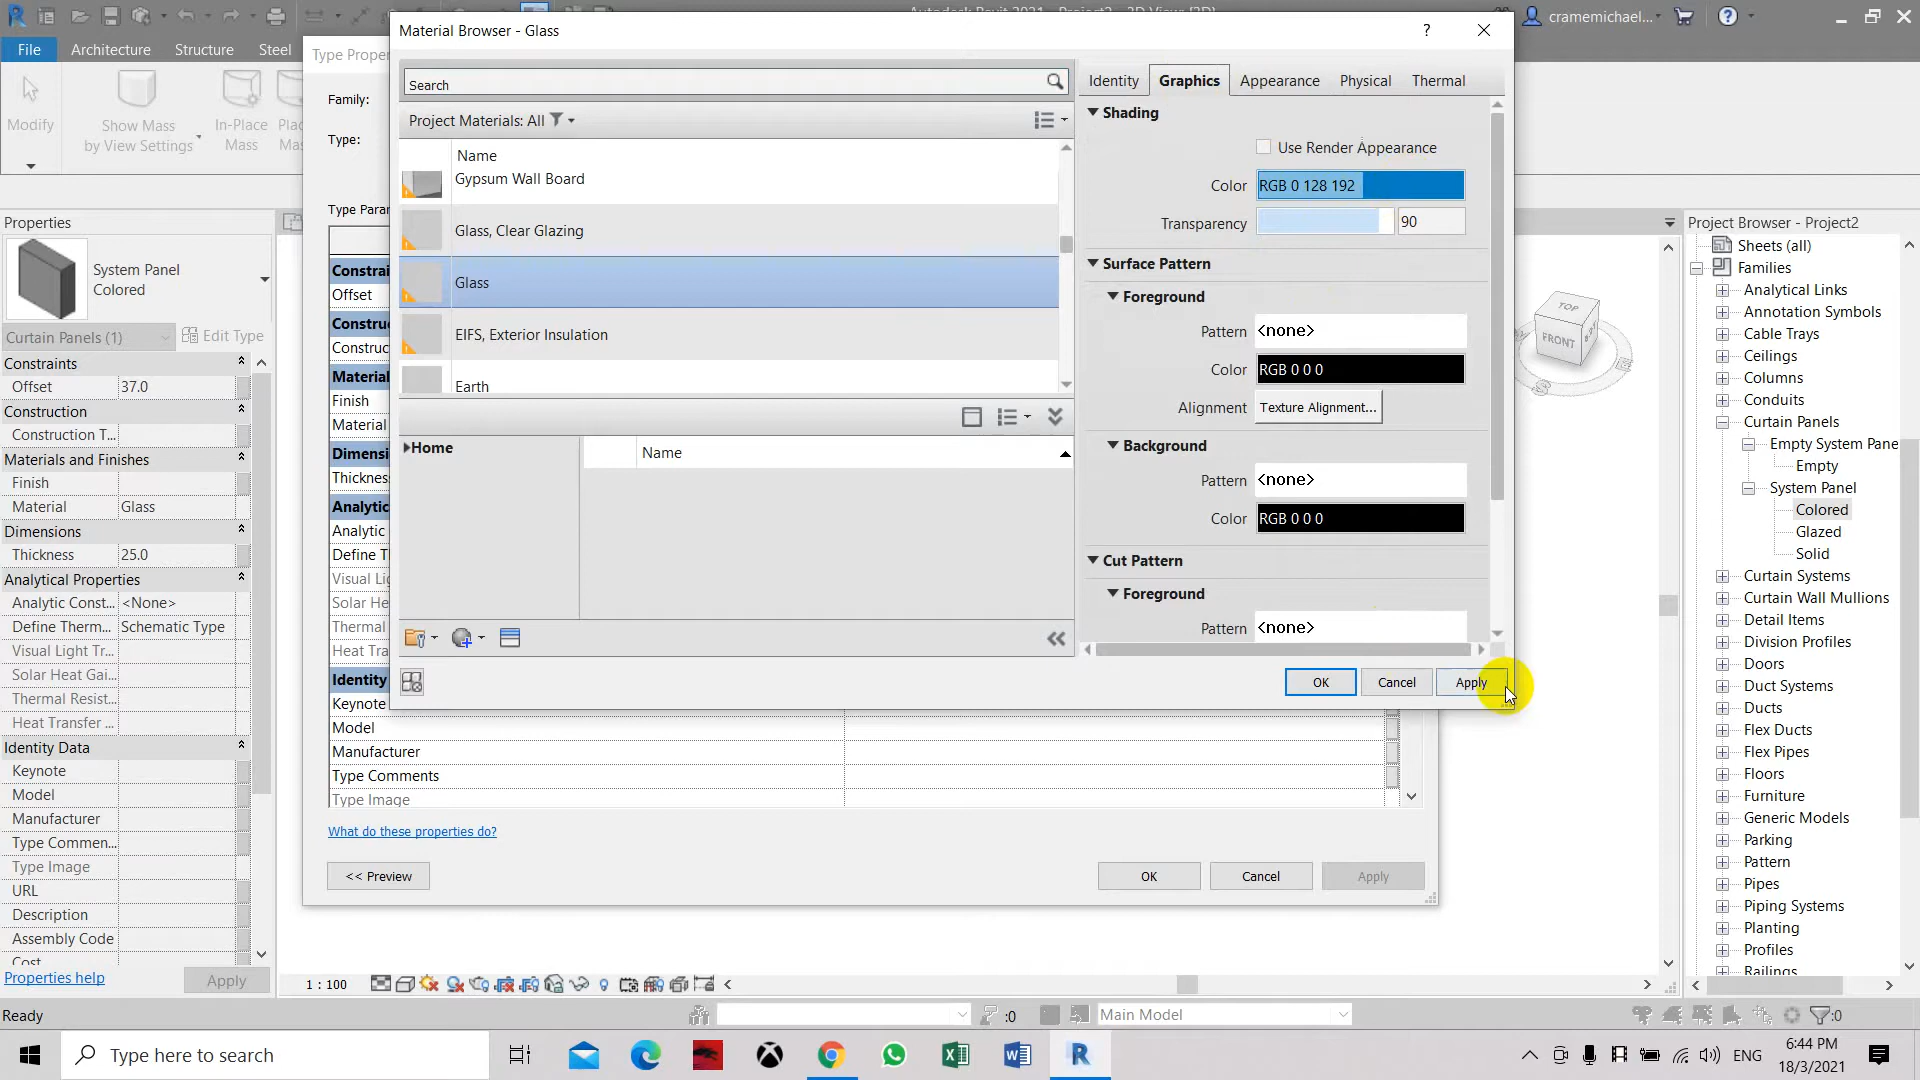 Autodesk Revit 2021 - Project2 - 3D View: {3D}
cramemichael...
File
Architecture
Structure
Steel
Modify
Show Mass
by View Settings
In-Place
Mass
Type Proper
Family:
Type:
Type Parar
Constrai
Offset
Construc
Construc
Material
Finish
Material
Dimensi
Thicknes
Analytic
Analytic
Define T
Visual Lig
Solar He
Thermal
Heat Tra
Identity
Keynote
Model
Manufacturer
Type Comments
Type Image
What do these properties do?
<< Preview
OK
Cancel
Apply
Material Browser - Glass
?
Search
Project Materials: All
Name
Gypsum Wall Board
Glass, Clear Glazing
Glass
EIFS, Exterior Insulation
Earth
Home
Name
Identity
Graphics
Appearance
Physical
Thermal
Shading
Use Render Appearance
Color
RGB 0 128 192
Transparency
90
Surface Pattern
Foreground
Pattern
<none>
Color
RGB 0 0 0
Alignment
Texture Alignment...
Background
Pattern
<none>
Color
RGB 0 0 0
Cut Pattern
Foreground
Pattern
<none>
OK
Cancel
Apply
Properties
System Panel
Colored
Curtain Panels (1)
Edit Type
Constraints
Offset
37.0
Construction
Construction T...
Materials and Finishes
Finish
Material
Glass
Dimensions
Thickness
25.0
Analytical Properties
Analytic Const...
<None>
Define Therm...
Schematic Type
Visual Light Tr...
Solar Heat Gai...
Thermal Resist...
Heat Transfer ...
Identity Data
Keynote
Model
Manufacturer
Type Commen...
Type Image
URL
Description
Assembly Code
Cost
Properties help
Apply
TOP
FRONT
S
Project Browser - Project2
Sheets (all)
Families
Analytical Links
Annotation Symbols
Cable Trays
Ceilings
Columns
Conduits
Curtain Panels
Empty System Pane
Empty
System Panel
Colored
Glazed
Solid
Curtain Systems
Curtain Wall Mullions
Detail Items
Division Profiles
Doors
Duct Systems
Ducts
Flex Ducts
Flex Pipes
Floors
Furniture
Generic Models
Parking
Pattern
Pipes
Piping Systems
Planting
Profiles
Railings
1 : 100
Ready
:0
Main Model
:0
Type here to search
ENG
6:44 PM
18/3/2021